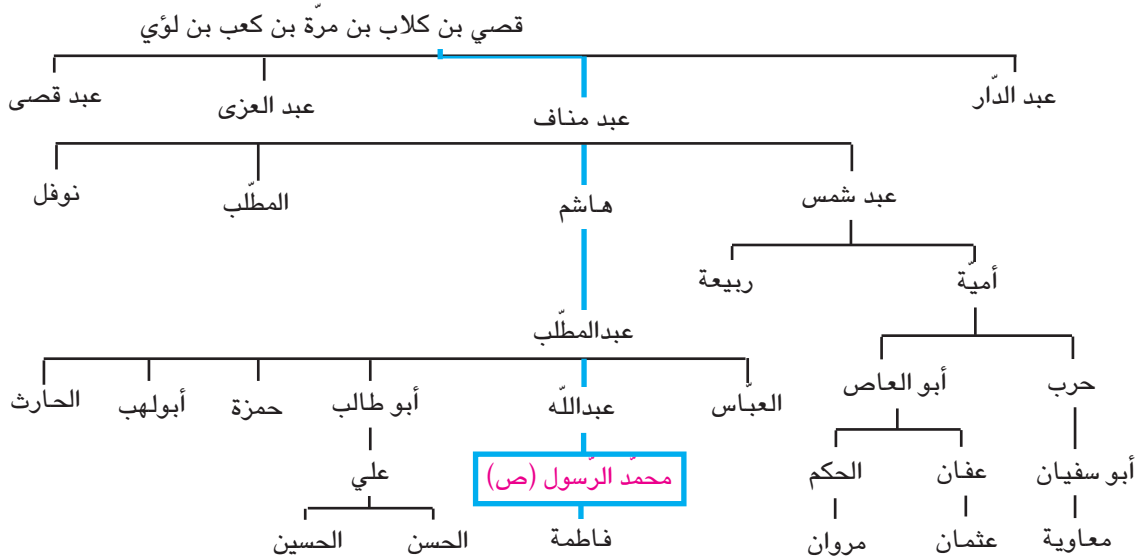 قصي بن كلاب بن مرّة بن كعب بن لؤي
عبد الدّار عبد مناف عبد العزى عبد قصى
عبد شمس هاشم المطّلب نوفل
أميّة ربيعة
عبدالمطّلب
حرب أبو العاص العبّاس عبداللّه أبو طالب حمزة أبولهب الحارث
أبو سفيان عفان الحكم محمّد الرّسول (ص) علي
معاوية عثمان مروان فاطمة الحسن الحسين